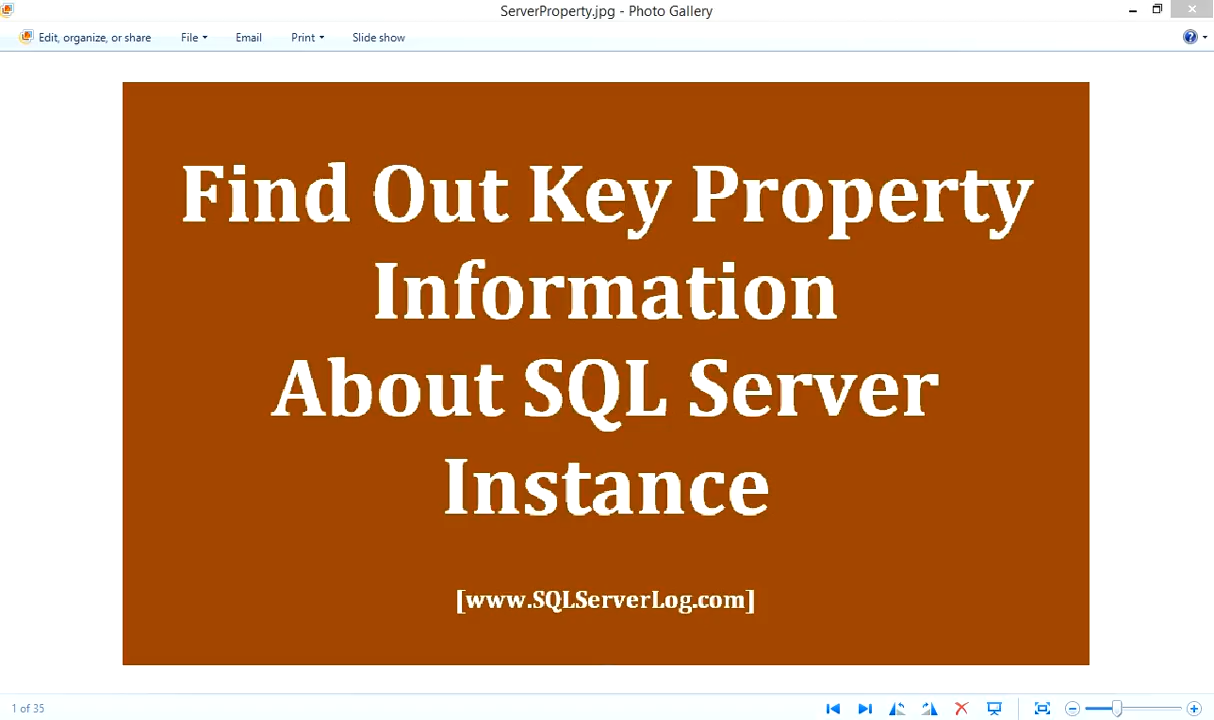 ServerProperty.jpg - Photo Gallery
Edit, organize, or share File Email Print Slide show
Find Out Key Property
Information
About SQL Server
Instance
[www.SQLServerLog.com]
1 of 35